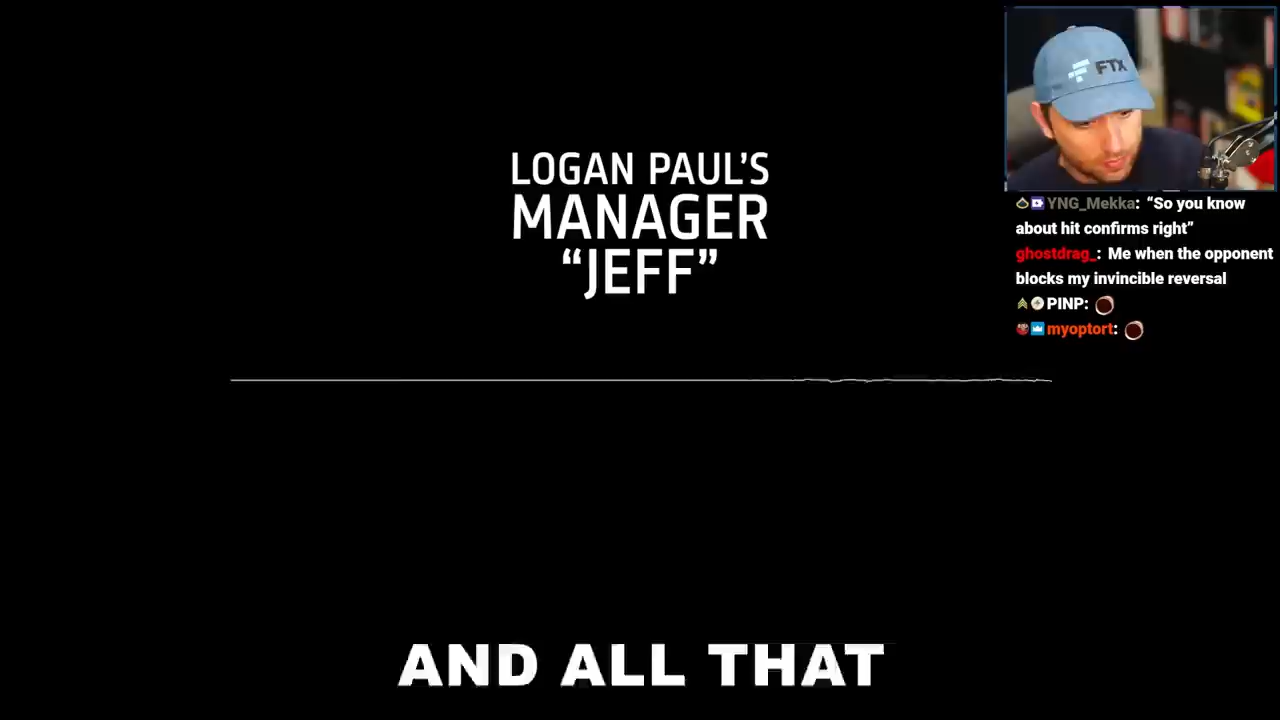 LOGAN PAUL'S
MANAGER
“JEFF”
FTX
YNG_Mekka: “So you know
about hit confirms right”
ghostdrag_: Me when the opponent
blocks my invincible reversal
PINP:
myoptort:
AND ALL THAT